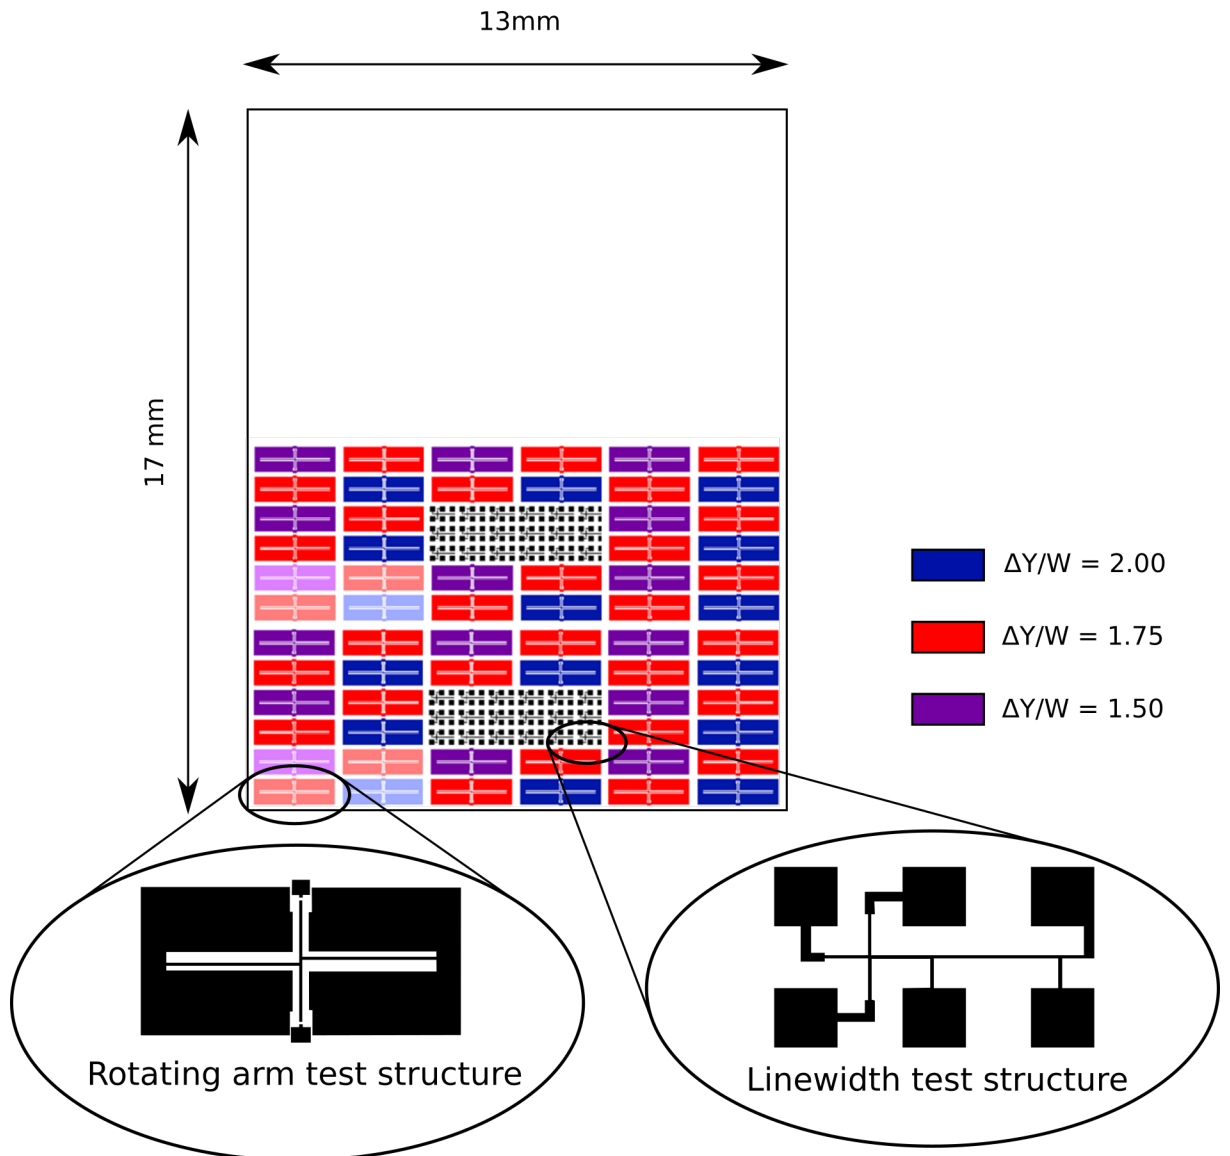 13mm
17 mm
ΔY/W = 2.00
ΔY/W = 1.75
ΔY/W = 1.50
Rotating arm test structure
Linewidth test structure